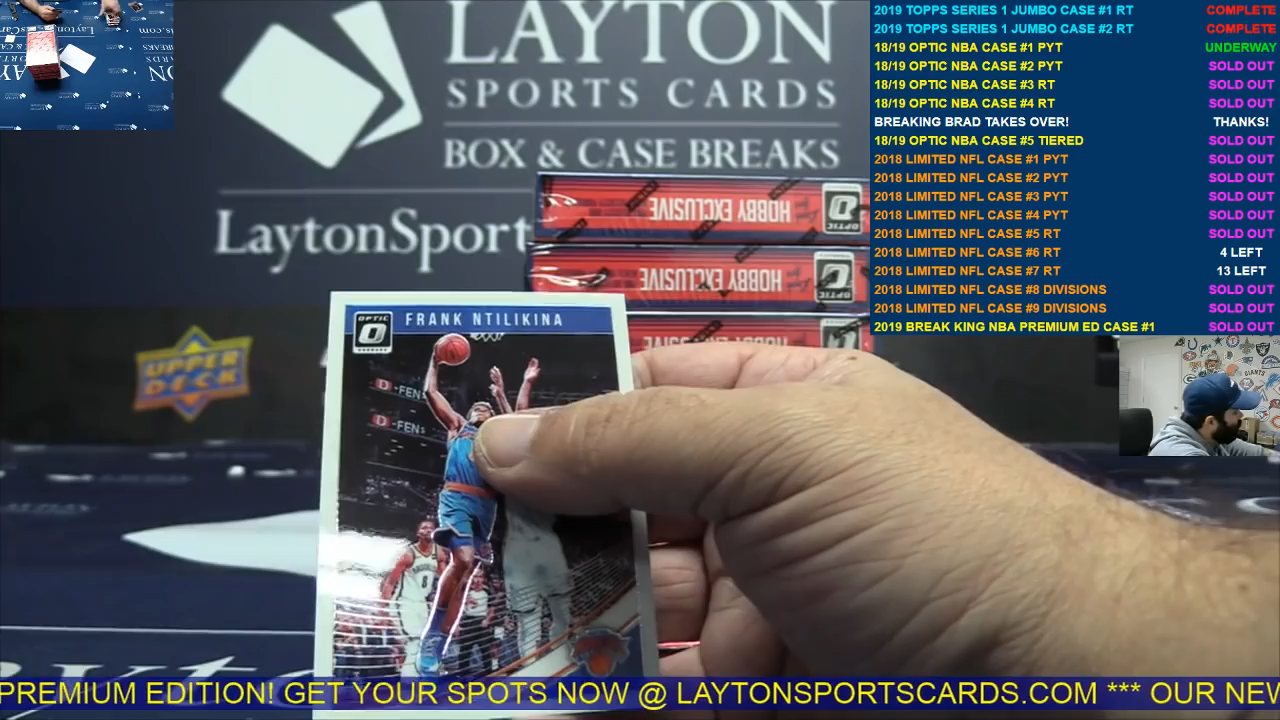 LAYTON
SPORTS CARDS
BOX & CASE BREAKS
LaytonSport
UPPER DECK
HOBBY EXCLUSIVE
OPTIC
HOBBY EXCLUSIVE
OPTIC
HOBBY EXCLUSIVE
OPTIC
FRANK NTILIKINA
D-FENS
D-FENS
BROOKLYN
8
2019 TOPPS SERIES 1 JUMBO CASE #1 RT COMPLETE
2019 TOPPS SERIES 1 JUMBO CASE #2 RT COMPLETE
18/19 OPTIC NBA CASE #1 PYT UNDERWAY
18/19 OPTIC NBA CASE #2 PYT SOLD OUT
18/19 OPTIC NBA CASE #3 RT SOLD OUT
18/19 OPTIC NBA CASE #4 RT SOLD OUT
BREAKING BRAD TAKES OVER! THANKS!
18/19 OPTIC NBA CASE #5 TIERED SOLD OUT
2018 LIMITED NFL CASE #1 PYT SOLD OUT
2018 LIMITED NFL CASE #2 PYT SOLD OUT
2018 LIMITED NFL CASE #3 PYT SOLD OUT
2018 LIMITED NFL CASE #4 PYT SOLD OUT
2018 LIMITED NFL CASE #5 RT SOLD OUT
2018 LIMITED NFL CASE #6 RT 4 LEFT
2018 LIMITED NFL CASE #7 RT 13 LEFT
2018 LIMITED NFL CASE #8 DIVISIONS SOLD OUT
2018 LIMITED NFL CASE #9 DIVISIONS SOLD OUT
2019 BREAK KING NBA PREMIUM ED CASE #1 SOLD OUT
PREMIUM EDITION! GET YOUR SPOTS NOW @ LAYTONSPORTSCARDS.COM *** OUR NEW